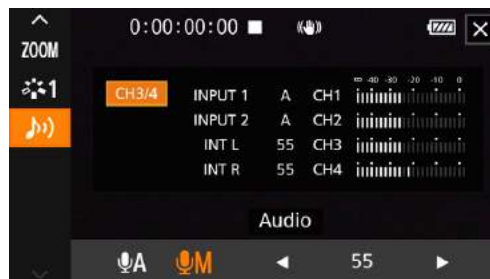 0:00:00:00
ZOOM
1
∞ -40 -30 -20 -10 0
CH3/4 INPUT 1 A CH1
INPUT 2 A CH2
INT L 55 CH3
INT R 55 CH4
Audio
A M 55